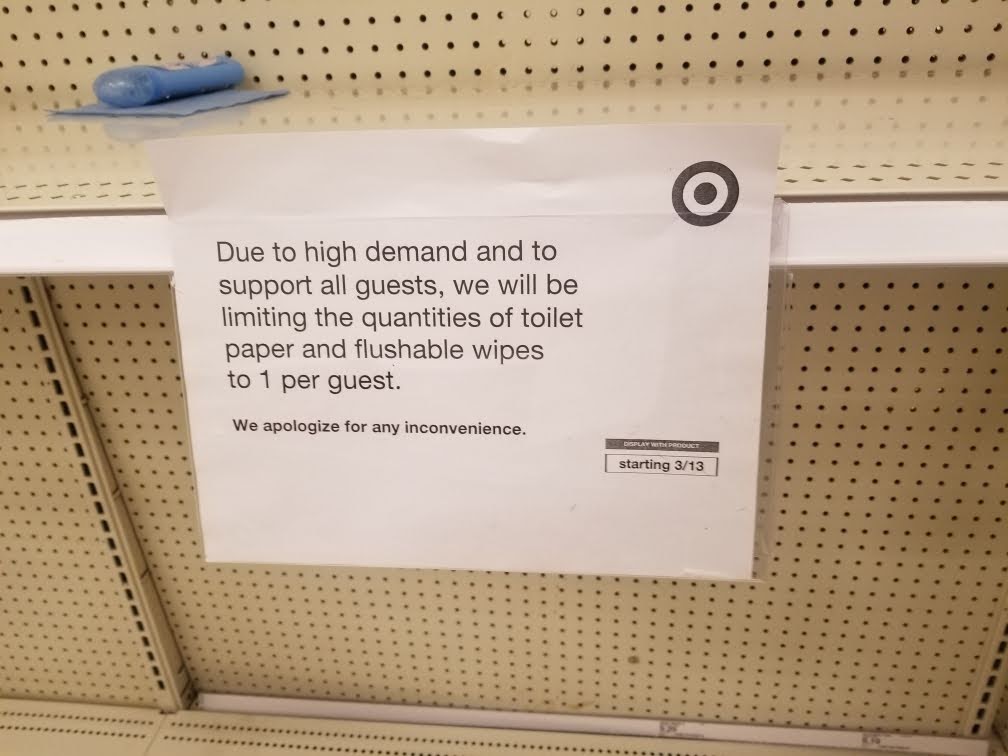 Due to high demand and to
support all guests, we will be
limiting the quantities of toilet
paper and flushable wipes
to 1 per guest.
We apologize for any inconvenience.
DISPLAY WITH PRODUCT
starting 3/13